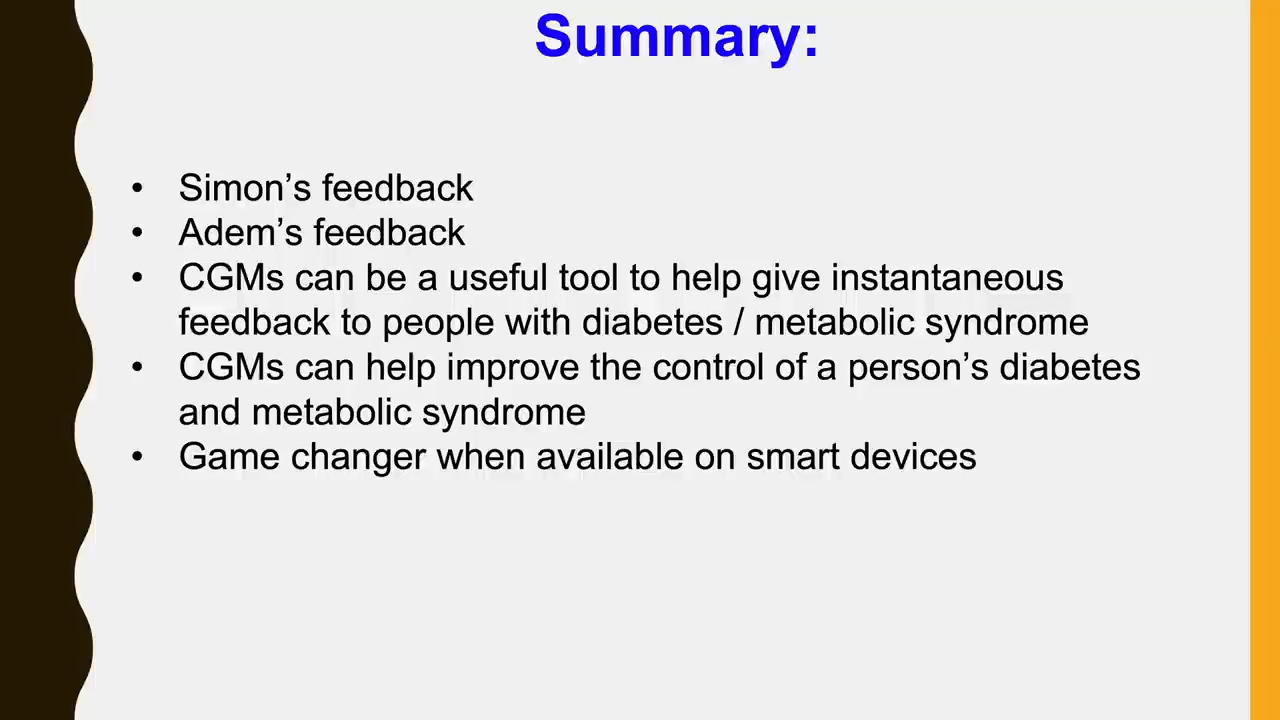 Summary:
• Simon’s feedback
• Adem’s feedback
• CGMs can be a useful tool to help give instantaneous
feedback to people with diabetes / metabolic syndrome
• CGMs can help improve the control of a person’s diabetes
and metabolic syndrome
• Game changer when available on smart devices